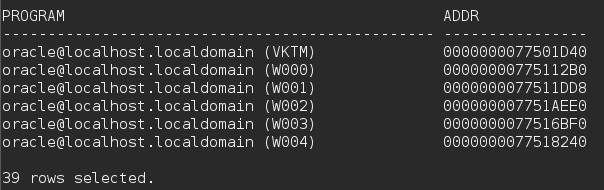 PROGRAM ADDR
------------------------------------------------ ----------------
oracle@localhost.localdomain (VKTM) 0000000077501D40
oracle@localhost.localdomain (W000) 00000000775112B0
oracle@localhost.localdomain (W001) 0000000077511DD8
oracle@localhost.localdomain (W002) 000000007751AEE0
oracle@localhost.localdomain (W003) 0000000077516BF0
oracle@localhost.localdomain (W004) 0000000077518240
39 rows selected.